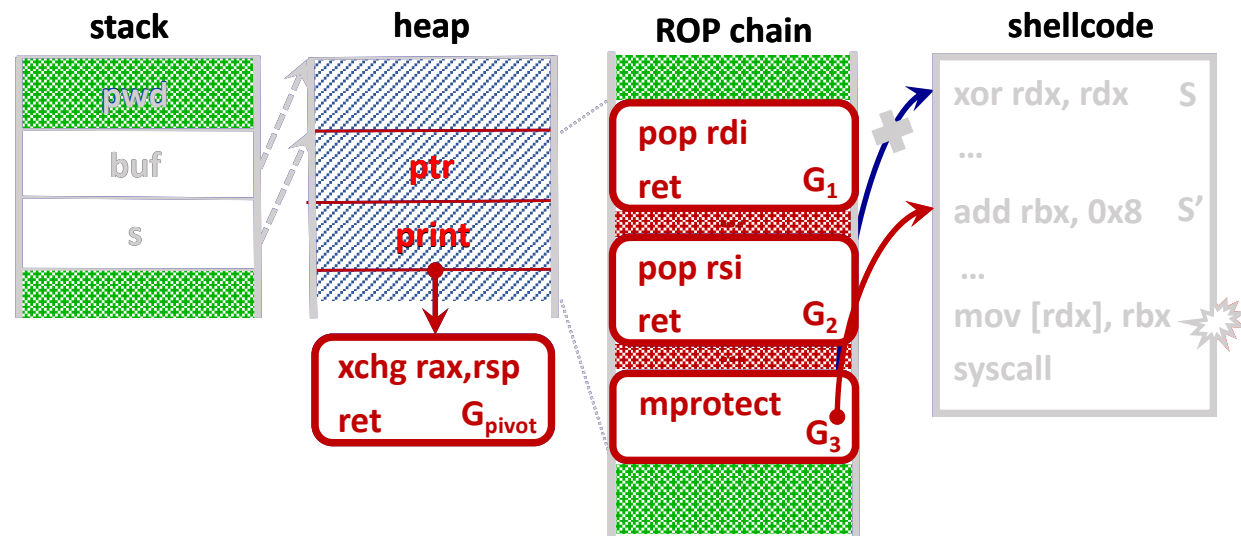 stack
heap
ROP chain
shellcode
pwd
buf
s
ptr
print
xchg rax,rsp
ret G_pivot
pop rdi
ret G₁
...
pop rsi
ret G₂
...
mprotect
G₃
xor rdx, rdx S
...
add rbx, 0x8 S’
...
mov [rdx], rbx
syscall